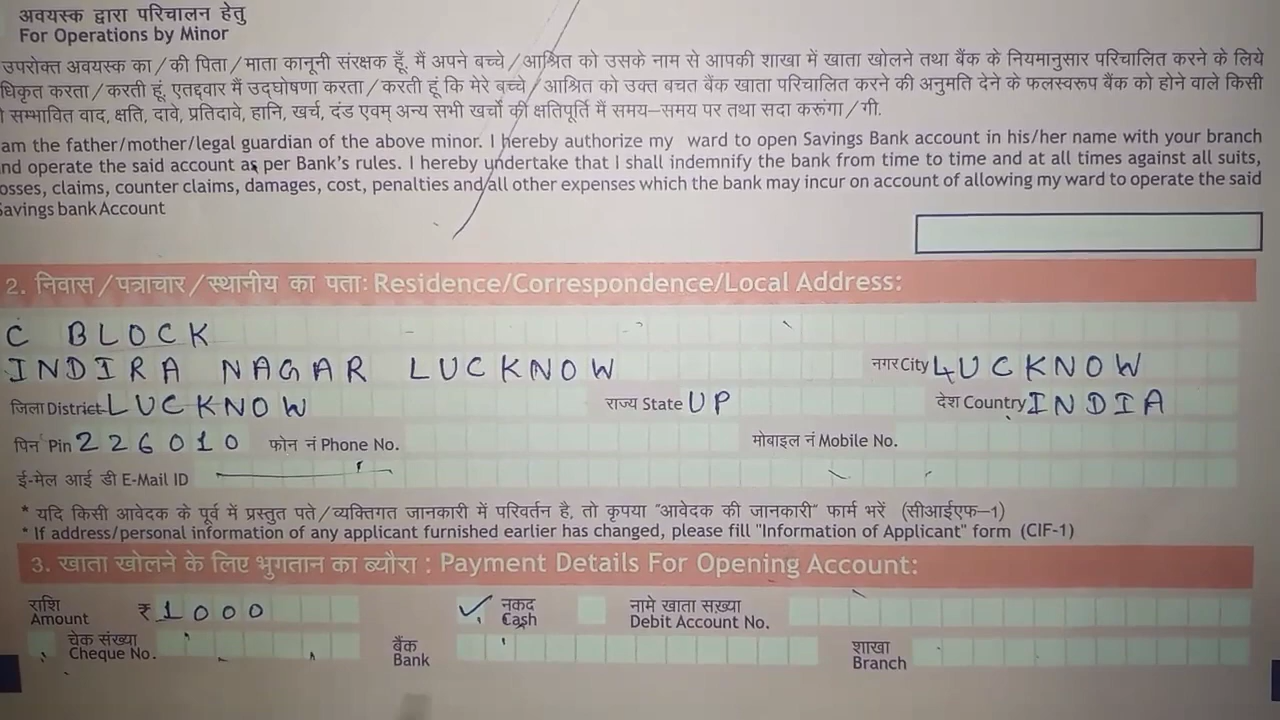 अवयस्क द्वारा परिचालन हेतु
For Operations by Minor
उपरोक्त अवयस्क का / की पिता / माता कानूनी संरक्षक हूँ. मैं अपने बच्चे / आश्रित को उसके नाम से आपकी शाखा में खाता खोलने तथा बैंक के नियमानुसार परिचालित करने के लिये
धिकृत करता / करती हूं, एतद्दवार मैं उद्घोषणा करता / करती हूं कि मेरे बच्चे / आश्रित को उक्त बचत बैंक खाता परिचालित करने की अनुमति देने के फलस्वरूप बैंक को होने वाले किसी
सम्भावित वाद, क्षति, दावे, प्रतिदावे, हानि, खर्च, दंड एवम् अन्य सभी खर्चों की क्षतिपूर्ति मैं समय–समय पर तथा सदा करूंगा / गी.
am the father/mother/legal guardian of the above minor. I hereby authorize my ward to open Savings Bank account in his/her name with your branch
nd operate the said account as per Bank's rules. I hereby undertake that I shall indemnify the bank from time to time and at all times against all suits,
osses, claims, counter claims, damages, cost, penalties and all other expenses which the bank may incur on account of allowing my ward to operate the said
Savings bank Account
2. निवास / पत्राचार / स्थानीय का पता: Residence/Correspondence/Local Address:
C BLOCK
INDIRA NAGAR LUCKNOW नगर City LUCKNOW
जिला District LUCKNOW राज्य State UP देश Country INDIA
पिन Pin 226010 फोन नं Phone No. मोबाइल नं Mobile No.
ई-मेल आई डी E-Mail ID
* यदि किसी आवेदक के पूर्व में प्रस्तुत पते / व्यक्तिगत जानकारी में परिवर्तन है, तो कृपया "आवेदक की जानकारी" फार्म भरें (सीआईएफ–1)
* If address/personal information of any applicant furnished earlier has changed, please fill "Information of Applicant" form (CIF-1)
3. खाता खोलने के लिए भुगतान का ब्यौरा : Payment Details For Opening Account:
राशि नकद नामे खाता सख़्या
Amount ₹ 1000 ✓ Cash Debit Account No.
चेक संख्या बैंक शाखा
Cheque No. Bank Branch